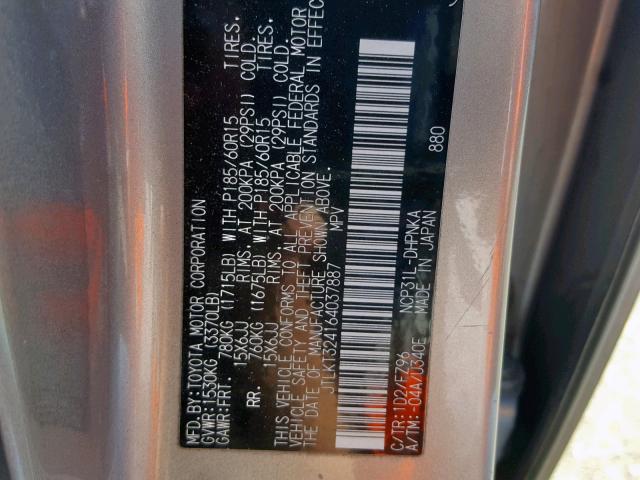 MFD. BY: TOYOTA MOTOR CORPORATION
GVWR: 1530KG (3370LB)
GAWR: FRT. 780KG (1715LB) WITH P185/60R15 TIRES.
15X6JJ RIMS. AT 200KPA (29PSI) COLD.
RR. 760KG (1675LB) WITH P185/60R15 TIRES.
15X6JJ RIMS. AT 200KPA (29PSI) COLD.
THIS VEHICLE CONFORMS TO ALL APPLICABLE FEDERAL MOTOR
VEHICLE SAFETY AND THEFT PREVENTION STANDARDS IN EFFEC
THE DATE OF MANUFACTURE SHOWN ABOVE.
JTLKT324164037887 MPV
C/TR: 1D2/FZ96 NCP31L-DHPNKA
A/TM: -04A/U340E MADE IN JAPAN 880